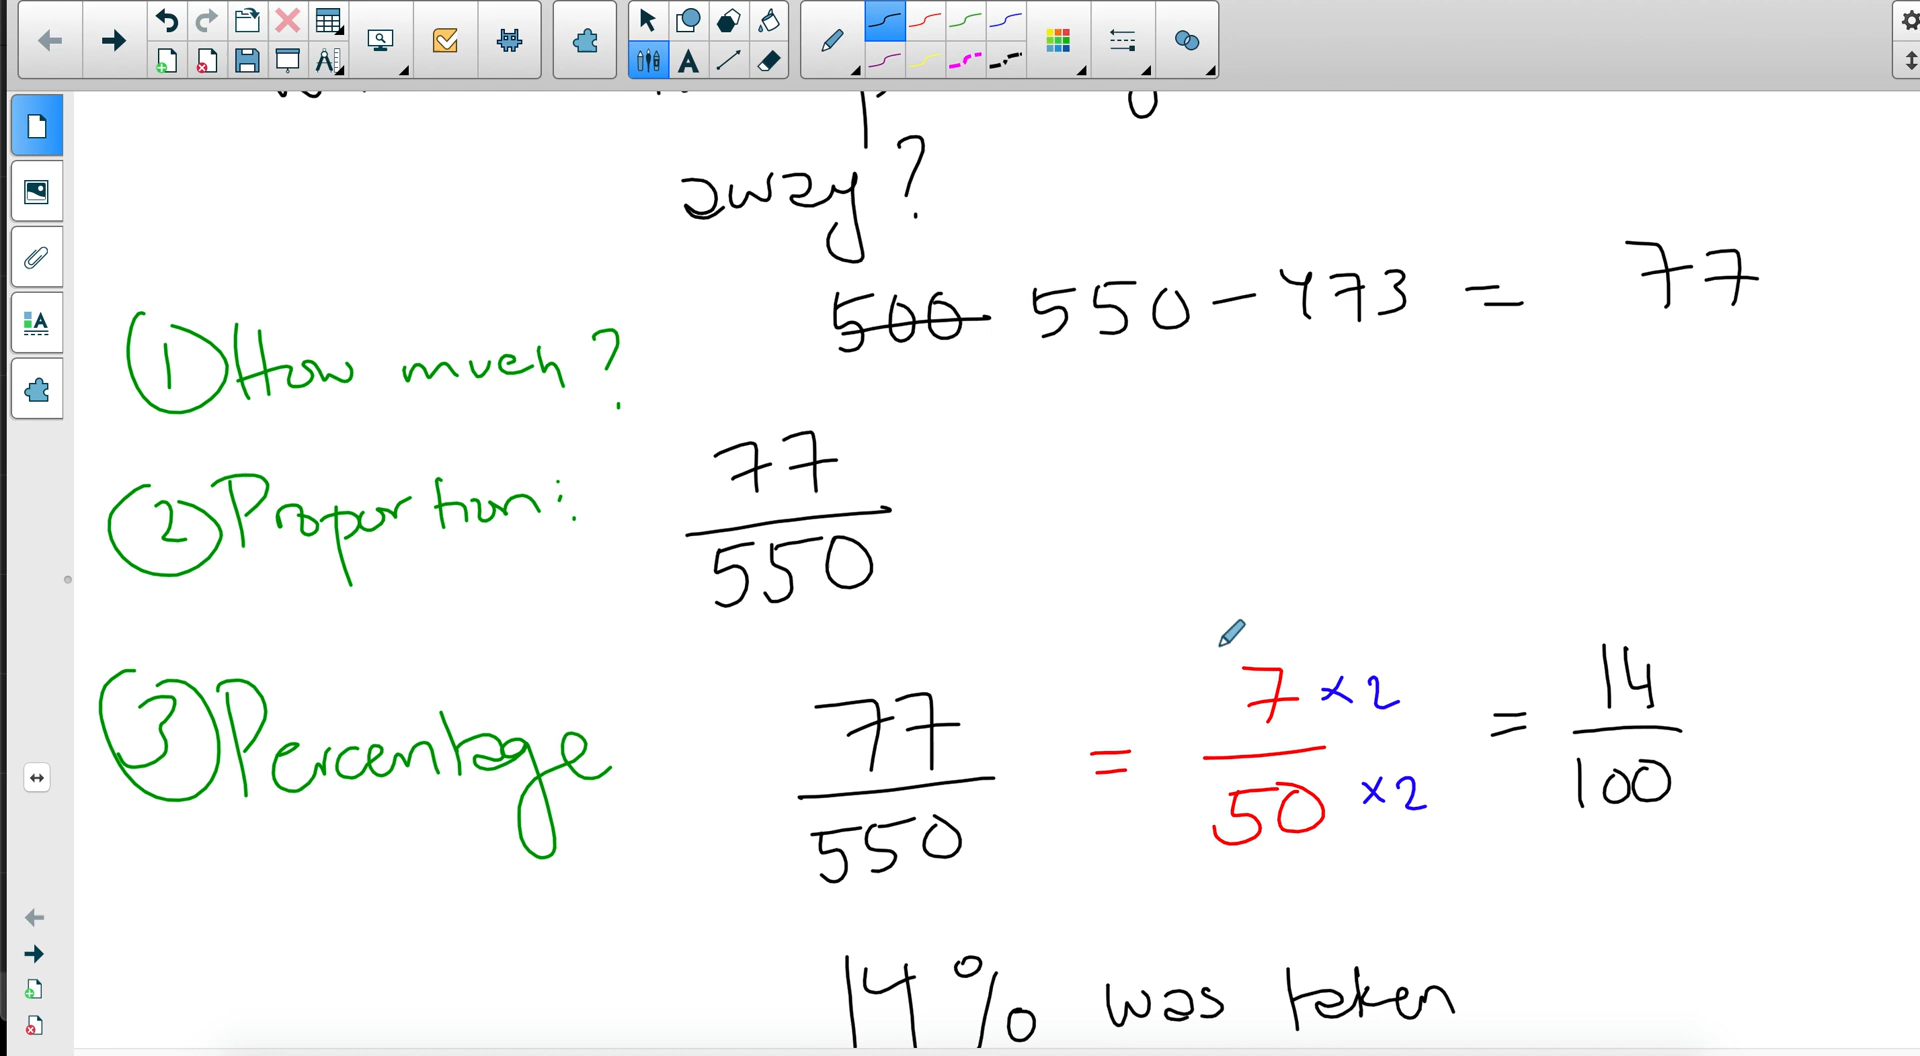 away?
500 550 - 473 = 77
① How much?
② Proportion: 77/550
③ Percentage 77/550 = 7 ×2/50 ×2 = 14/100
14% was taken